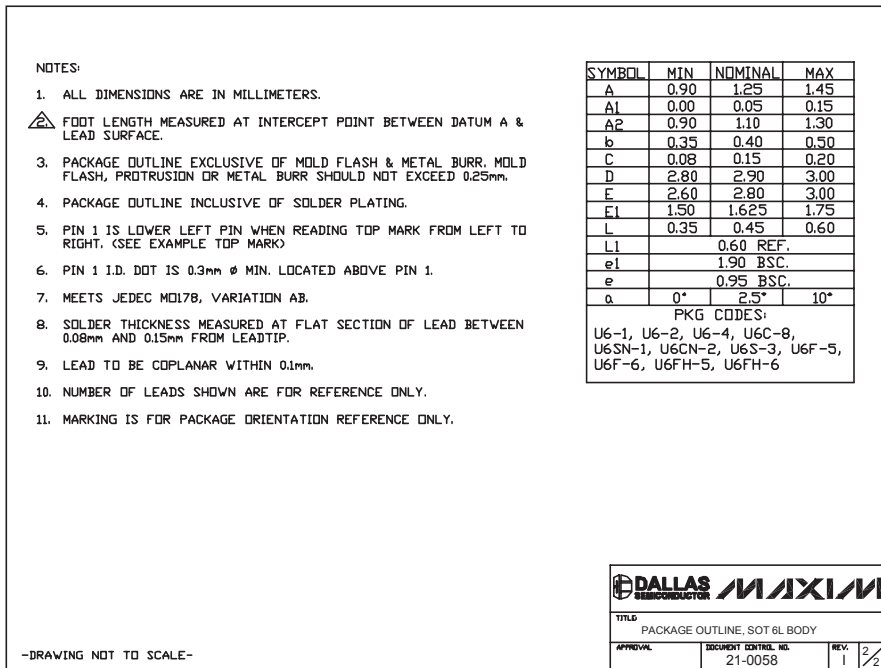 NOTES:
1. ALL DIMENSIONS ARE IN MILLIMETERS.
2. FOOT LENGTH MEASURED AT INTERCEPT POINT BETWEEN DATUM A &
LEAD SURFACE.
3. PACKAGE OUTLINE EXCLUSIVE OF MOLD FLASH & METAL BURR. MOLD
FLASH, PROTRUSION OR METAL BURR SHOULD NOT EXCEED 0.25mm.
4. PACKAGE OUTLINE INCLUSIVE OF SOLDER PLATING.
5. PIN 1 IS LOWER LEFT PIN WHEN READING TOP MARK FROM LEFT TO
RIGHT. (SEE EXAMPLE TOP MARK)
6. PIN 1 I.D. DOT IS 0.3mm ø MIN. LOCATED ABOVE PIN 1.
7. MEETS JEDEC MO178, VARIATION AB.
8. SOLDER THICKNESS MEASURED AT FLAT SECTION OF LEAD BETWEEN
0.08mm AND 0.15mm FROM LEADTIP.
9. LEAD TO BE COPLANAR WITHIN 0.1mm.
10. NUMBER OF LEADS SHOWN ARE FOR REFERENCE ONLY.
11. MARKING IS FOR PACKAGE ORIENTATION REFERENCE ONLY.
SYMBOL MIN NOMINAL MAX
A 0.90 1.25 1.45
A1 0.00 0.05 0.15
A2 0.90 1.10 1.30
b 0.35 0.40 0.50
C 0.08 0.15 0.20
D 2.80 2.90 3.00
E 2.60 2.80 3.00
E1 1.50 1.625 1.75
L 0.35 0.45 0.60
L1 0.60 REF.
e1 1.90 BSC.
e 0.95 BSC.
α 0° 2.5° 10°
PKG CODES:
U6-1, U6-2, U6-4, U6C-8,
U6SN-1, U6CN-2, U6S-3, U6F-5,
U6F-6, U6FH-5, U6FH-6
-DRAWING NOT TO SCALE-
DALLAS SEMICONDUCTOR MAXIM
TITLE:
PACKAGE OUTLINE, SOT 6L BODY
APPROVAL DOCUMENT CONTROL NO. REV.
21-0058 I 2/2